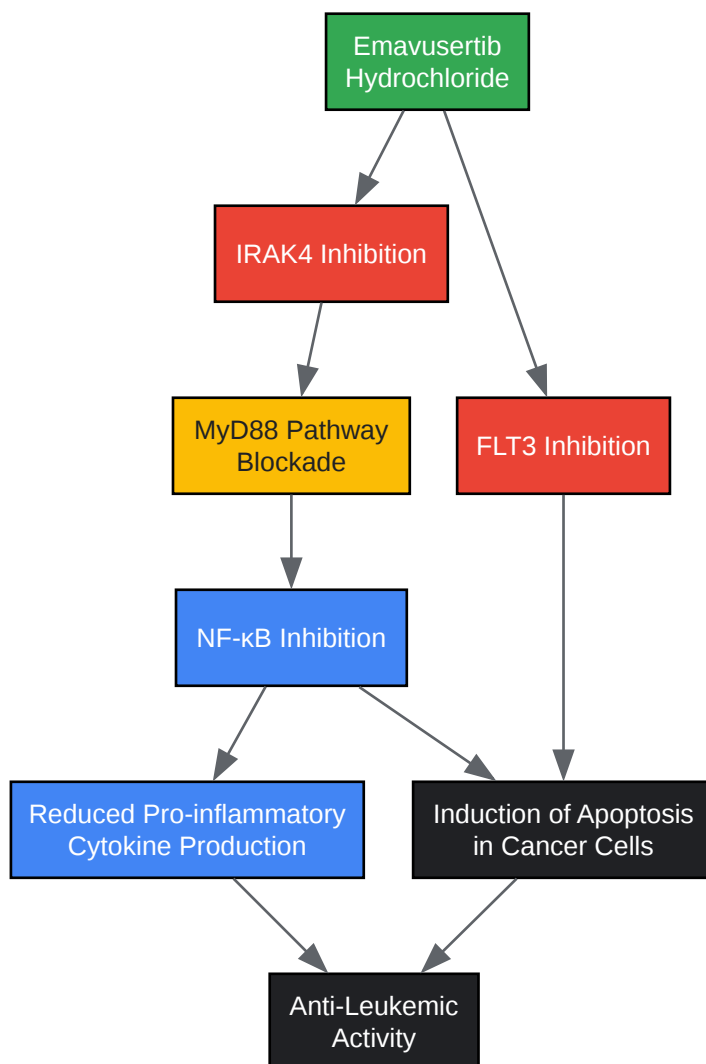 Emavusertib
Hydrochloride
IRAK4 Inhibition
MyD88 Pathway
Blockade
FLT3 Inhibition
NF-κB Inhibition
Reduced Pro-inflammatory
Cytokine Production
Induction of Apoptosis
in Cancer Cells
Anti-Leukemic
Activity